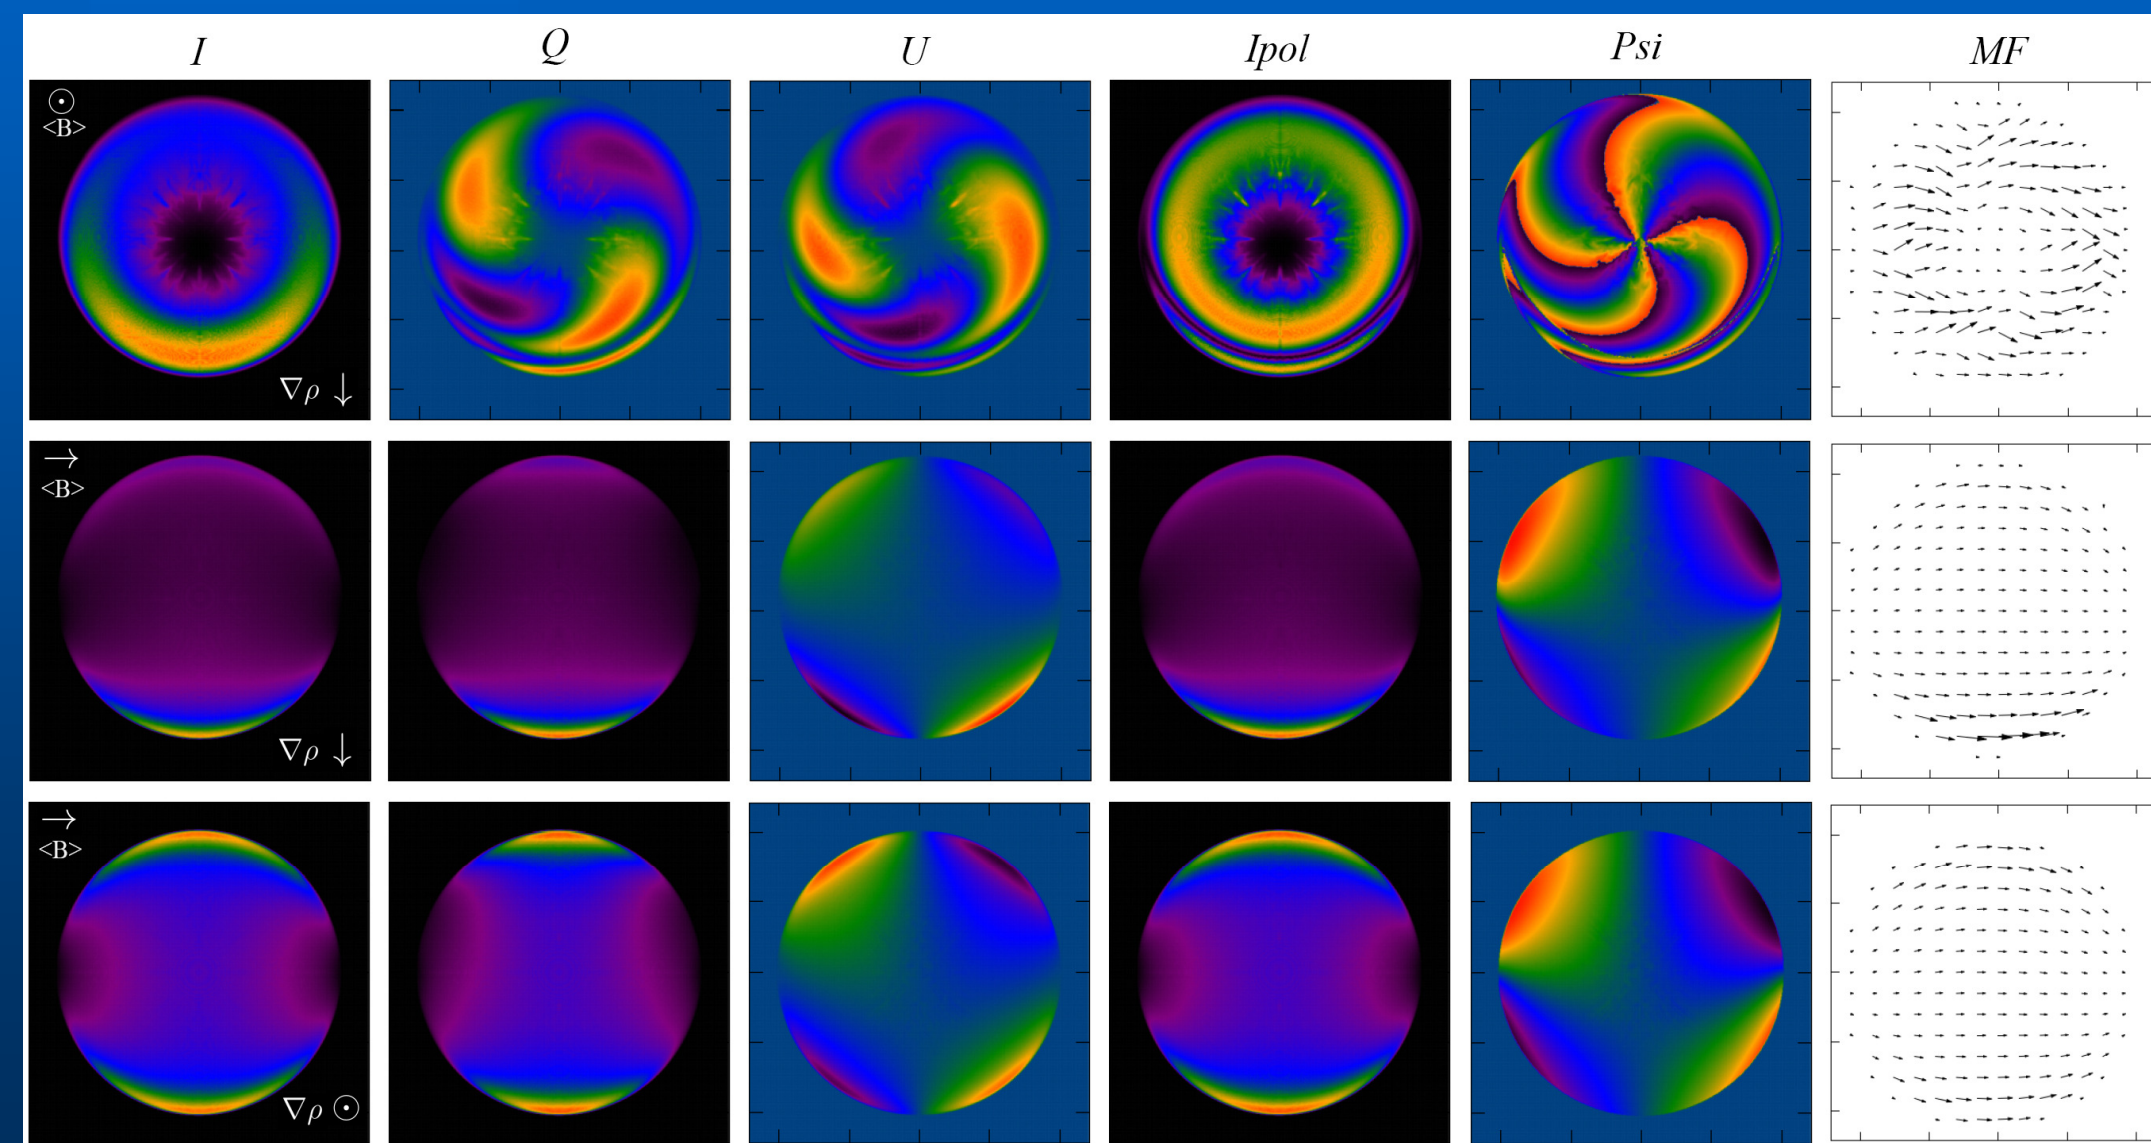 I Q U Ipol Psi MF
⊙
<B>
∇ρ ↓
→
<B>
∇ρ ↓
→
<B>
∇ρ ⊙